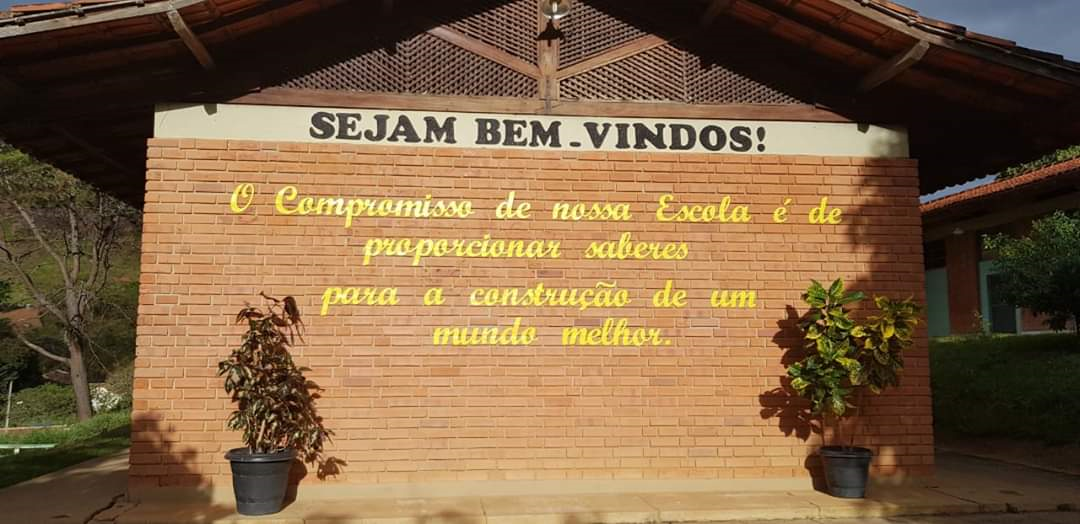 SEJAM BEM-VINDOS!
O Compromisso de nossa Escola é de
proporcionar saberes
para a construção de um
mundo melhor.